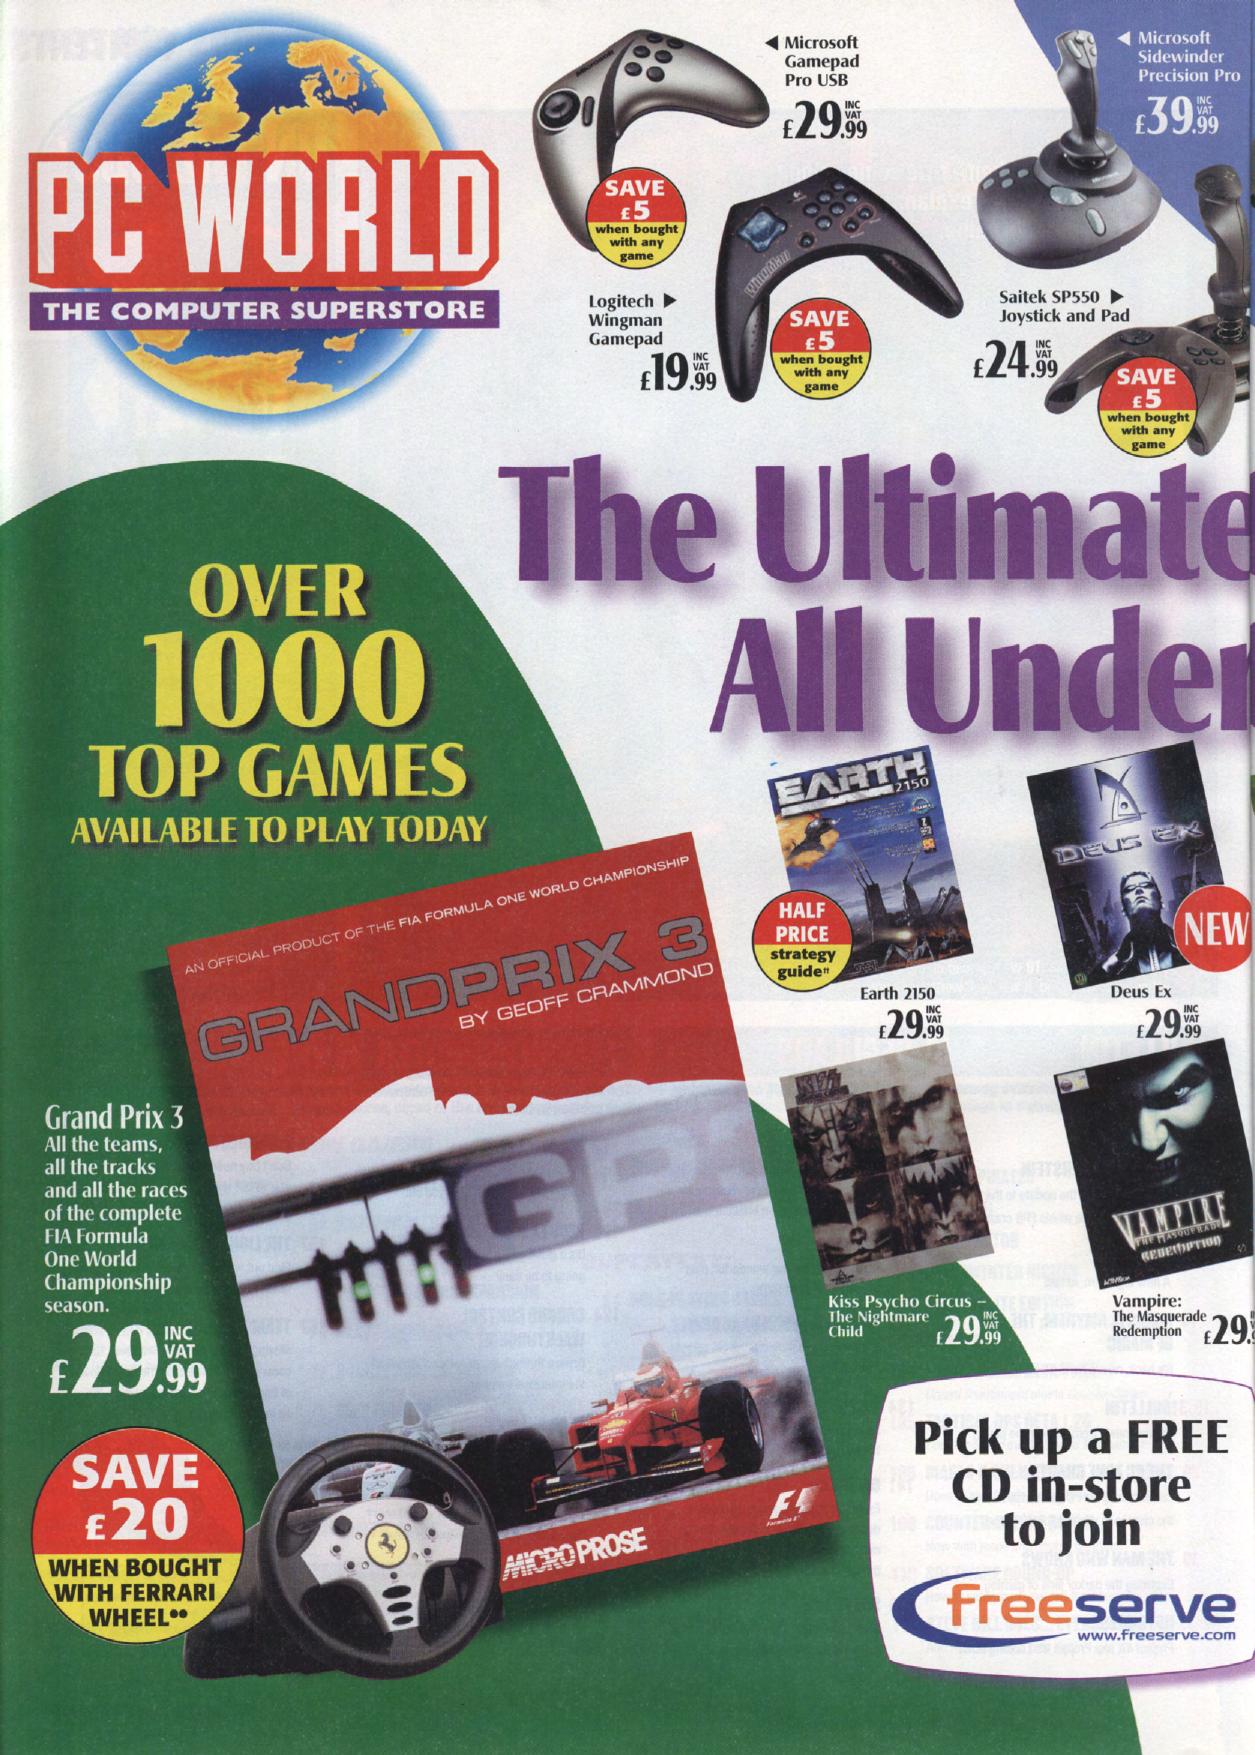 PC WORLD
THE COMPUTER SUPERSTORE
Microsoft
Gamepad
Pro USB
£29.99 INC VAT
SAVE
£5
when bought
with any
game
Logitech
Wingman
Gamepad
£19.99 INC VAT
WingMan
SAVE
£5
when bought
with any
game
Microsoft
Sidewinder
Precision Pro
£39.99 INC VAT
Saitek SP550
Joystick and Pad
£24.99 INC VAT
SAVE
£5
when bought
with any
game
The Ultimate
All Under
OVER
1000
TOP GAMES
AVAILABLE TO PLAY TODAY
AN OFFICIAL PRODUCT OF THE FIA FORMULA ONE WORLD CHAMPIONSHIP
GRANDPRIX 3
BY GEOFF CRAMMOND
GP
F1
Formula 1
MICROPROSE
Grand Prix 3
All the teams,
all the tracks
and all the races
of the complete
FIA Formula
One World
Championship
season.
£29.99 INC VAT
SAVE
£20
WHEN BOUGHT
WITH FERRARI
WHEEL••
EARTH
2150
HALF
PRICE
strategy
guide
Earth 2150
£29.99 INC VAT
DEUS EX
NEW
Deus Ex
£29.99 INC VAT
KISS
Kiss Psycho Circus –
The Nightmare
Child
£29.99 INC VAT
VAMPIRE
THE MASQUERADE
REDEMPTION
ACTIVISION
Vampire:
The Masquerade
Redemption
£29.
Pick up a FREE
CD in-store
to join
freeserve
www.freeserve.com